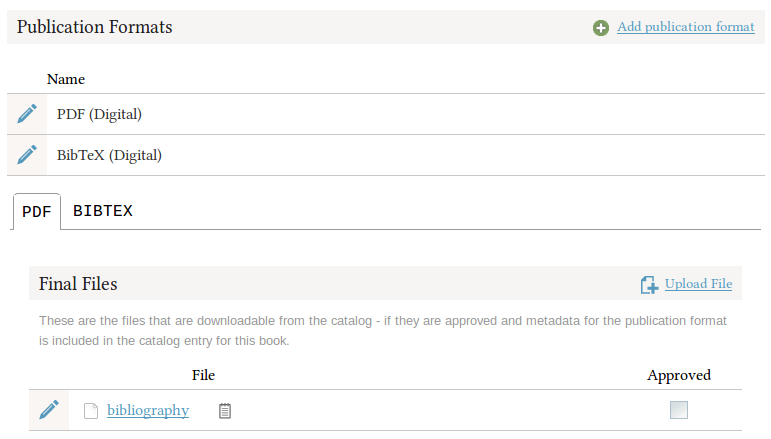 Publication Formats Add publication format
Name
PDF (Digital)
BibTeX (Digital)
PDF BIBTEX
Final Files Upload File
These are the files that are downloadable from the catalog - if they are approved and metadata for the publication format
is included in the catalog entry for this book.
File Approved
bibliography